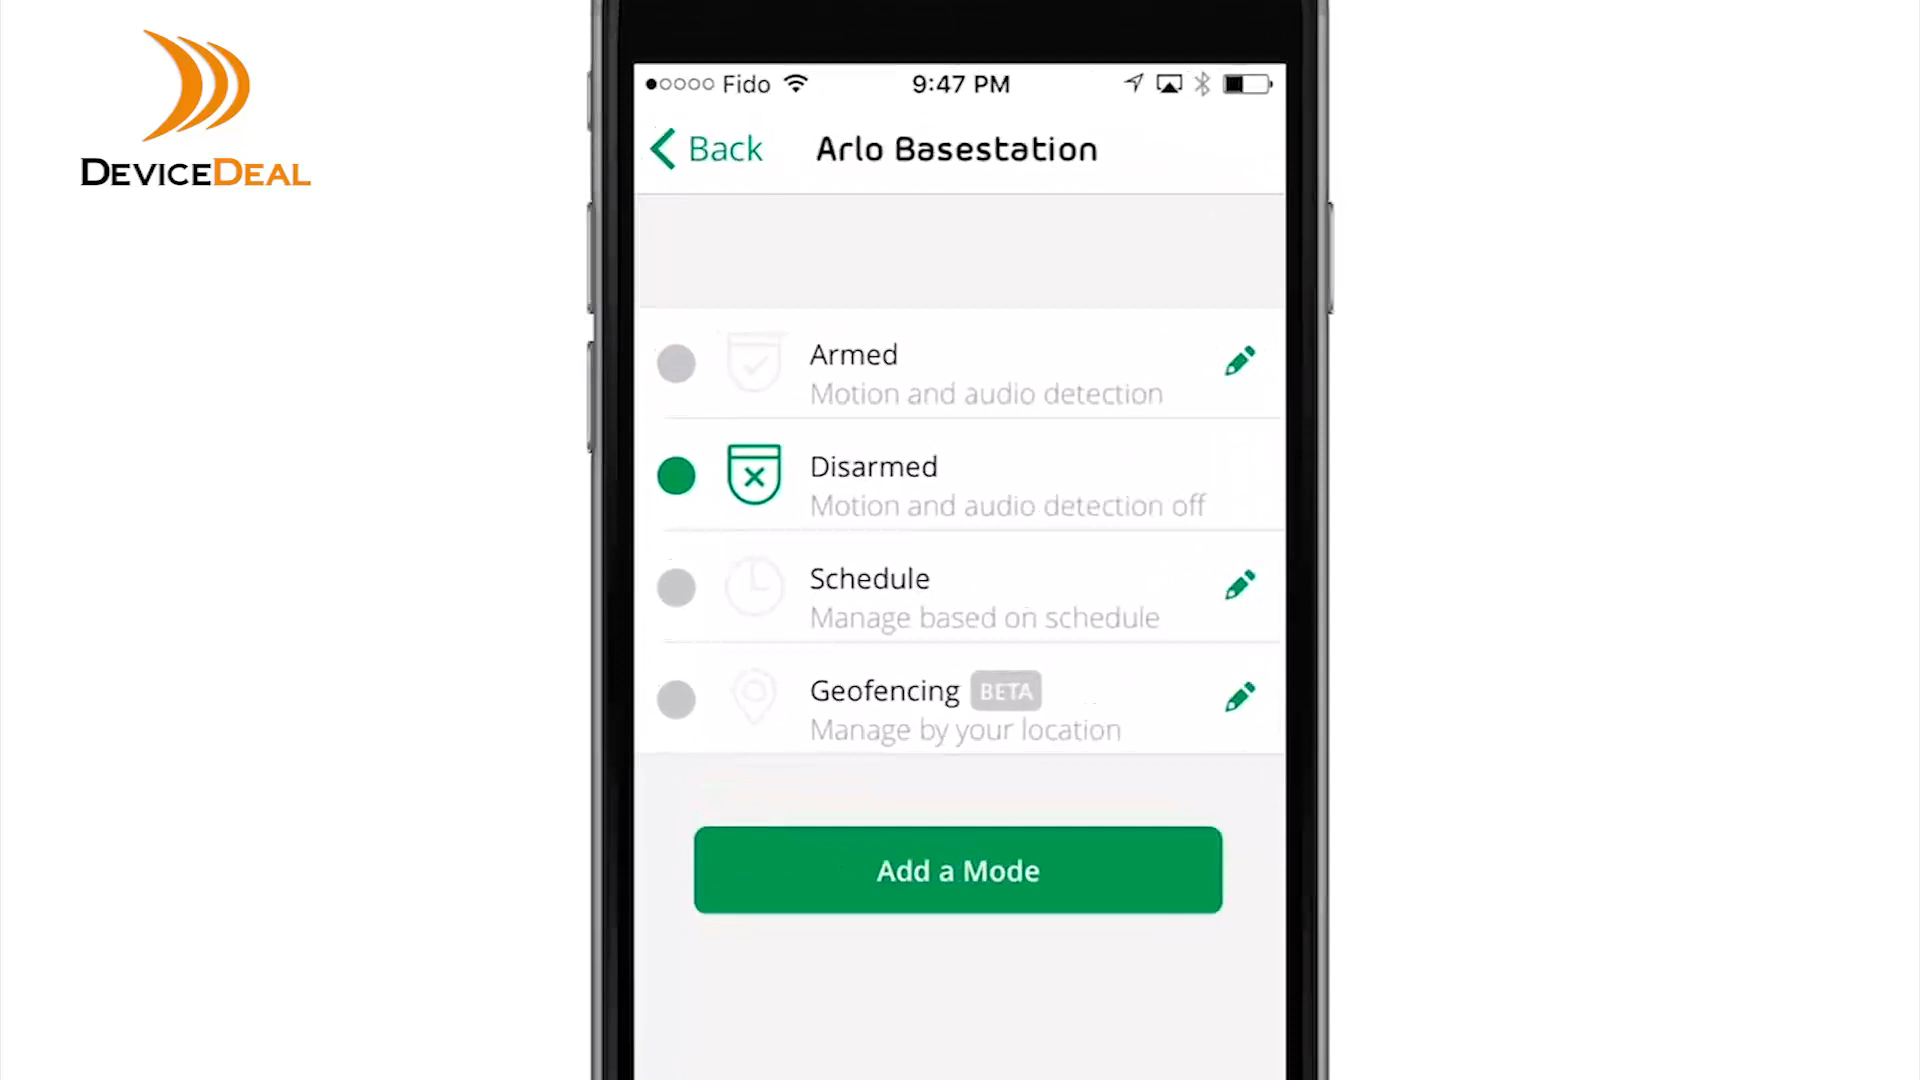 DEVICEDEAL
Fido
9:47 PM
Back
Arlo Basestation
Armed
Motion and audio detection
Disarmed
Motion and audio detection off
Schedule
Manage based on schedule
Geofencing BETA
Manage by your location
Add a Mode